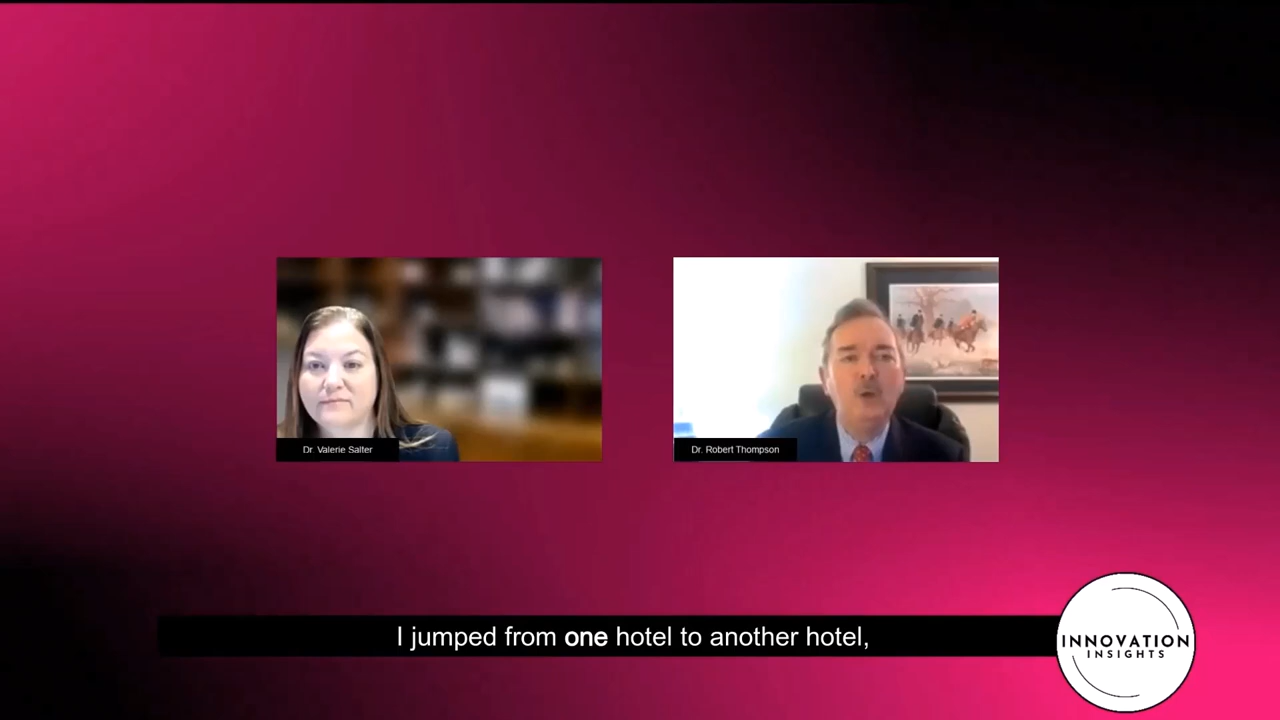 Dr. Valerie Salter
Dr. Robert Thompson
I jumped from one hotel to another hotel,
INNOVATION
INSIGHTS